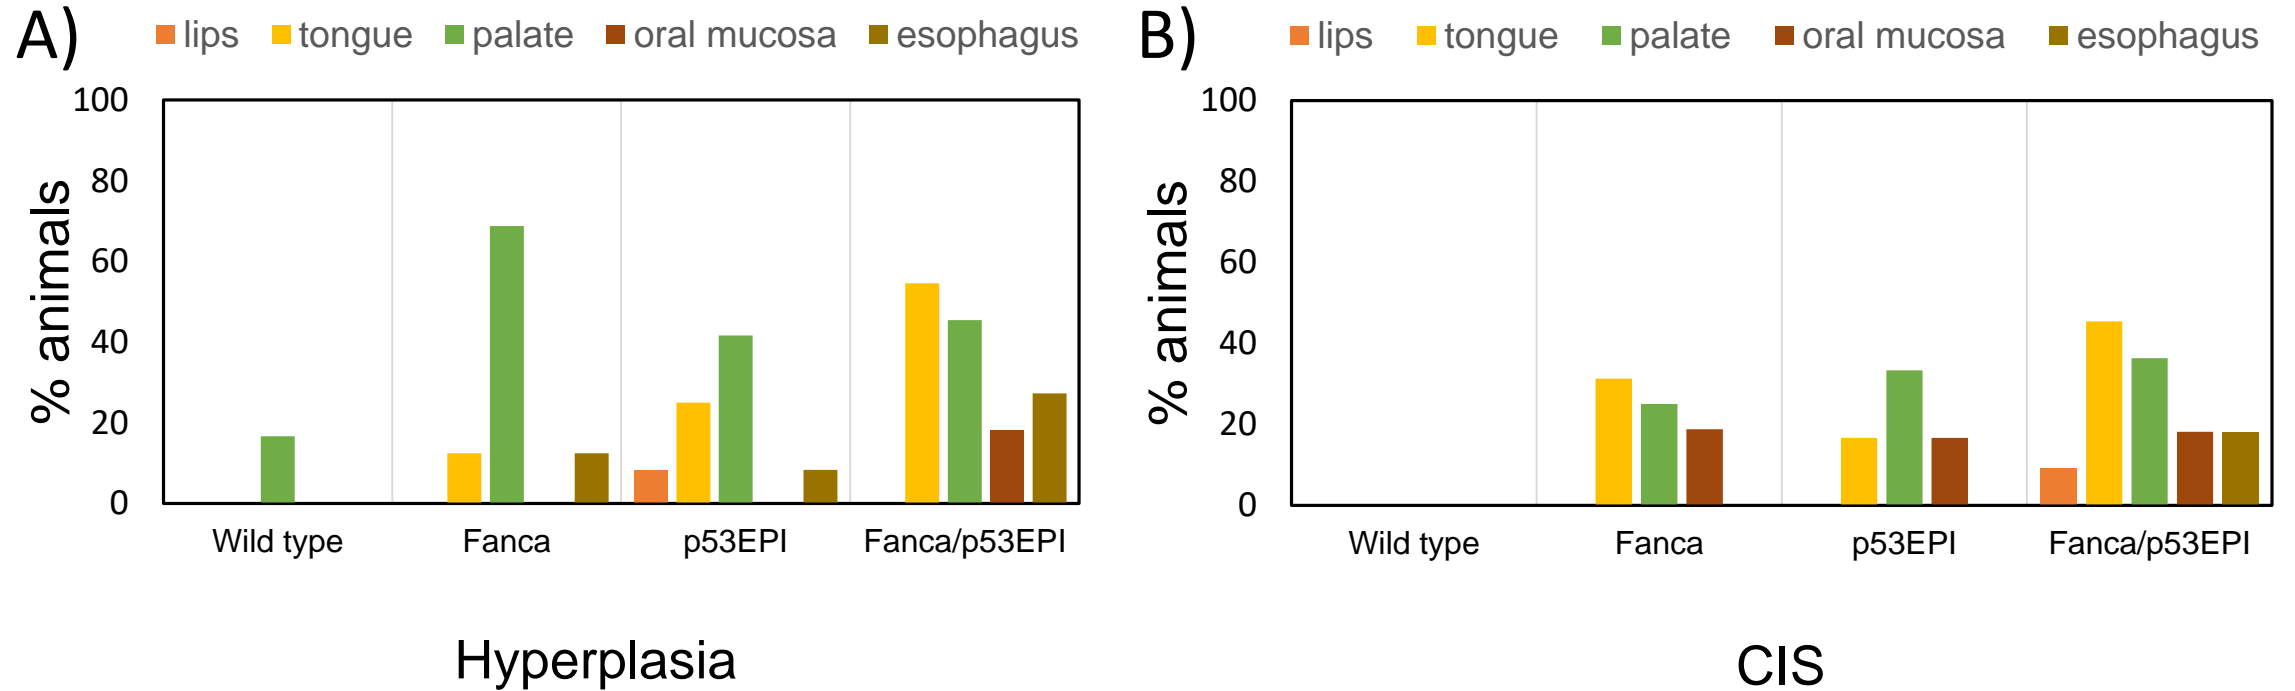 A)
lips tongue palate oral mucosa esophagus
% animals
100
80
60
40
20
0
Wild type Fanca p53EPI Fanca/p53EPI
Hyperplasia
B)
lips tongue palate oral mucosa esophagus
% animals
100
80
60
40
20
0
Wild type Fanca p53EPI Fanca/p53EPI
CIS